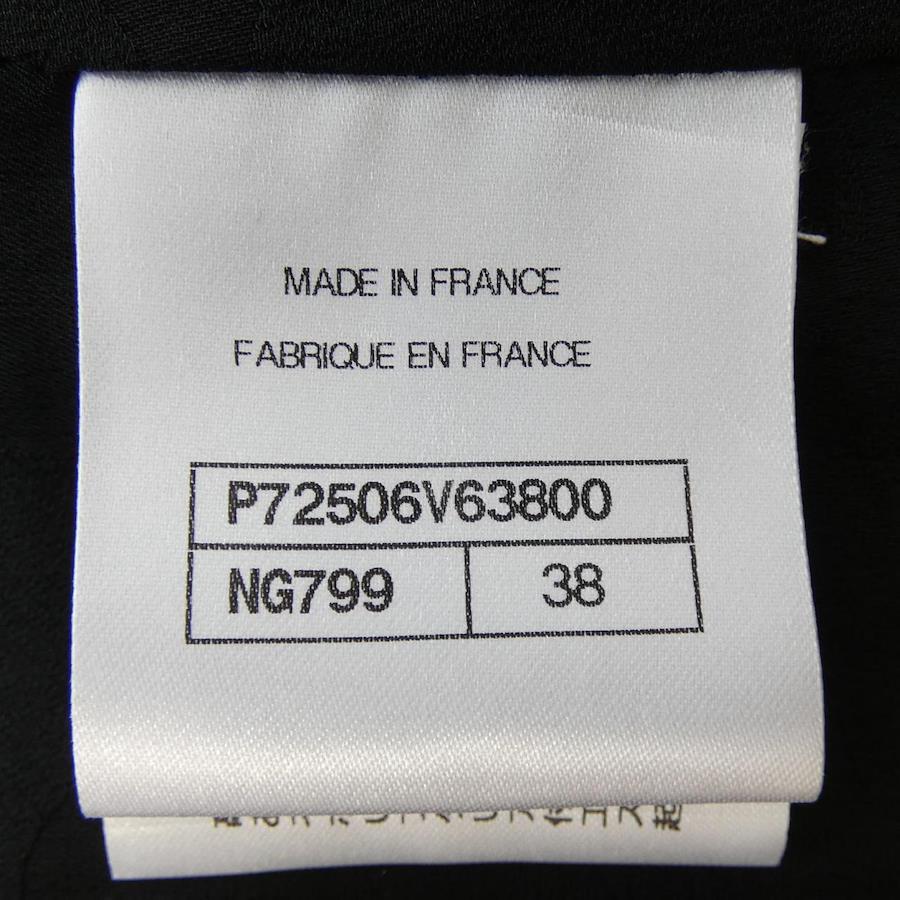 MADE IN FRANCE
FABRIQUE EN FRANCE
P72506V63800
NG799 38